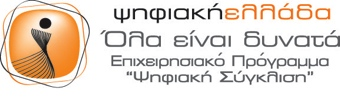 ψηφιακήελλάδα
Όλα είναι δυνατά
Επιχειρησιακό Πρόγραμμα
“Ψηφιακή Σύγκλιση”